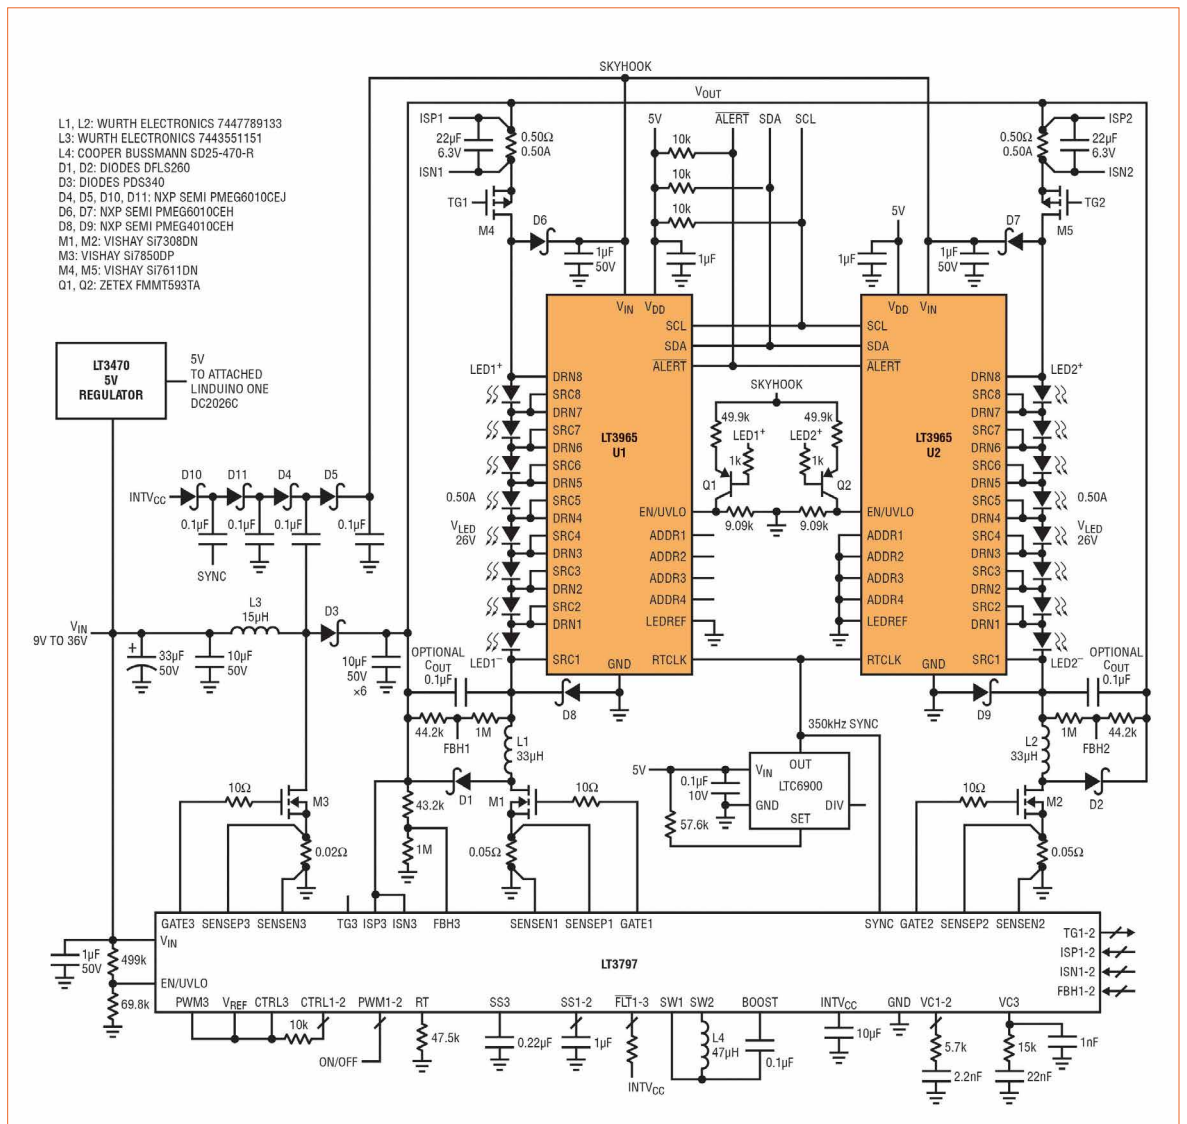 SKYHOOK
VOUT
L1, L2: WURTH ELECTRONICS 7447789133
L3: WURTH ELECTRONICS 7443551151
L4: COOPER BUSSMANN SD25-470-R
D1, D2: DIODES DFLS260
D3: DIODES PDS340
D4, D5, D10, D11: NXP SEMI PMEG6010CEJ
D6, D7: NXP SEMI PMEG6010CEH
D8, D9: NXP SEMI PMEG4010CEH
M1, M2: VISHAY Si7308DN
M3: VISHAY Si7850DP
M4, M5: VISHAY Si7611DN
Q1, Q2: ZETEX FMMT593TA
ISP1
22µF
6.3V
0.50Ω
0.50A
ISN1
TG1
M4
D6
1µF
50V
5V
ALERT
SDA
SCL
10k
10k
10k
1µF
5V
1µF
1µF
50V
D7
ISP2
0.50Ω
0.50A
22µF
6.3V
ISN2
TG2
M5
LT3470
5V
REGULATOR
5V
TO ATTACHED
LINDUINO ONE
DC2026C
LED1+
VIN
VDD
SCL
SDA
ALERT
DRN8
SRC8
DRN7
SRC7
DRN6
SRC6
DRN5
SRC5
DRN4
SRC4
DRN3
SRC3
DRN2
SRC2
DRN1
SRC1
LT3965
U1
EN/UVLO
ADDR1
ADDR2
ADDR3
ADDR4
LEDREF
RTCLK
GND
0.50A
VLED
26V
LED1−
SKYHOOK
49.9k
49.9k
LED1+
LED2+
1k
1k
Q1
Q2
9.09k
9.09k
VDD
VIN
SCL
SDA
ALERT
LT3965
U2
EN/UVLO
ADDR1
ADDR2
ADDR3
ADDR4
LEDREF
RTCLK
GND
DRN8
SRC8
DRN7
SRC7
DRN6
SRC6
DRN5
SRC5
DRN4
SRC4
DRN3
SRC3
DRN2
SRC2
DRN1
SRC1
LED2+
0.50A
VLED
26V
LED2−
D10
D11
D4
D5
INTVCC
0.1µF
0.1µF
0.1µF
0.1µF
SYNC
VIN
9V TO 36V
L3
15µH
D3
33µF
50V
10µF
50V
10µF
50V
×6
OPTIONAL
COUT
0.1µF
D8
44.2k
1M
FBH1
L1
33µH
D1
M1
10Ω
0.05Ω
43.2k
1M
10Ω
M3
0.02Ω
350kHz SYNC
5V
0.1µF
10V
57.6k
VIN
OUT
LTC6900
GND
DIV
SET
OPTIONAL
COUT
0.1µF
D9
1M
44.2k
FBH2
L2
33µH
D2
M2
10Ω
0.05Ω
GATE3
SENSEP3
SENSEN3
TG3
ISP3
ISN3
FBH3
SENSEN1
SENSEP1
GATE1
SYNC
GATE2
SENSEP2
SENSEN2
LT3797
VIN
EN/UVLO
TG1-2
ISP1-2
ISN1-2
FBH1-2
PWM3
VREF
CTRL3
CTRL1-2
PWM1-2
RT
SS3
SS1-2
FLT1-3
SW1
SW2
BOOST
INTVCC
GND
VC1-2
VC3
1µF
50V
499k
69.8k
10k
ON/OFF
47.5k
0.22µF
1µF
INTVCC
L4
47µH
0.1µF
10µF
5.7k
2.2nF
15k
22nF
1nF